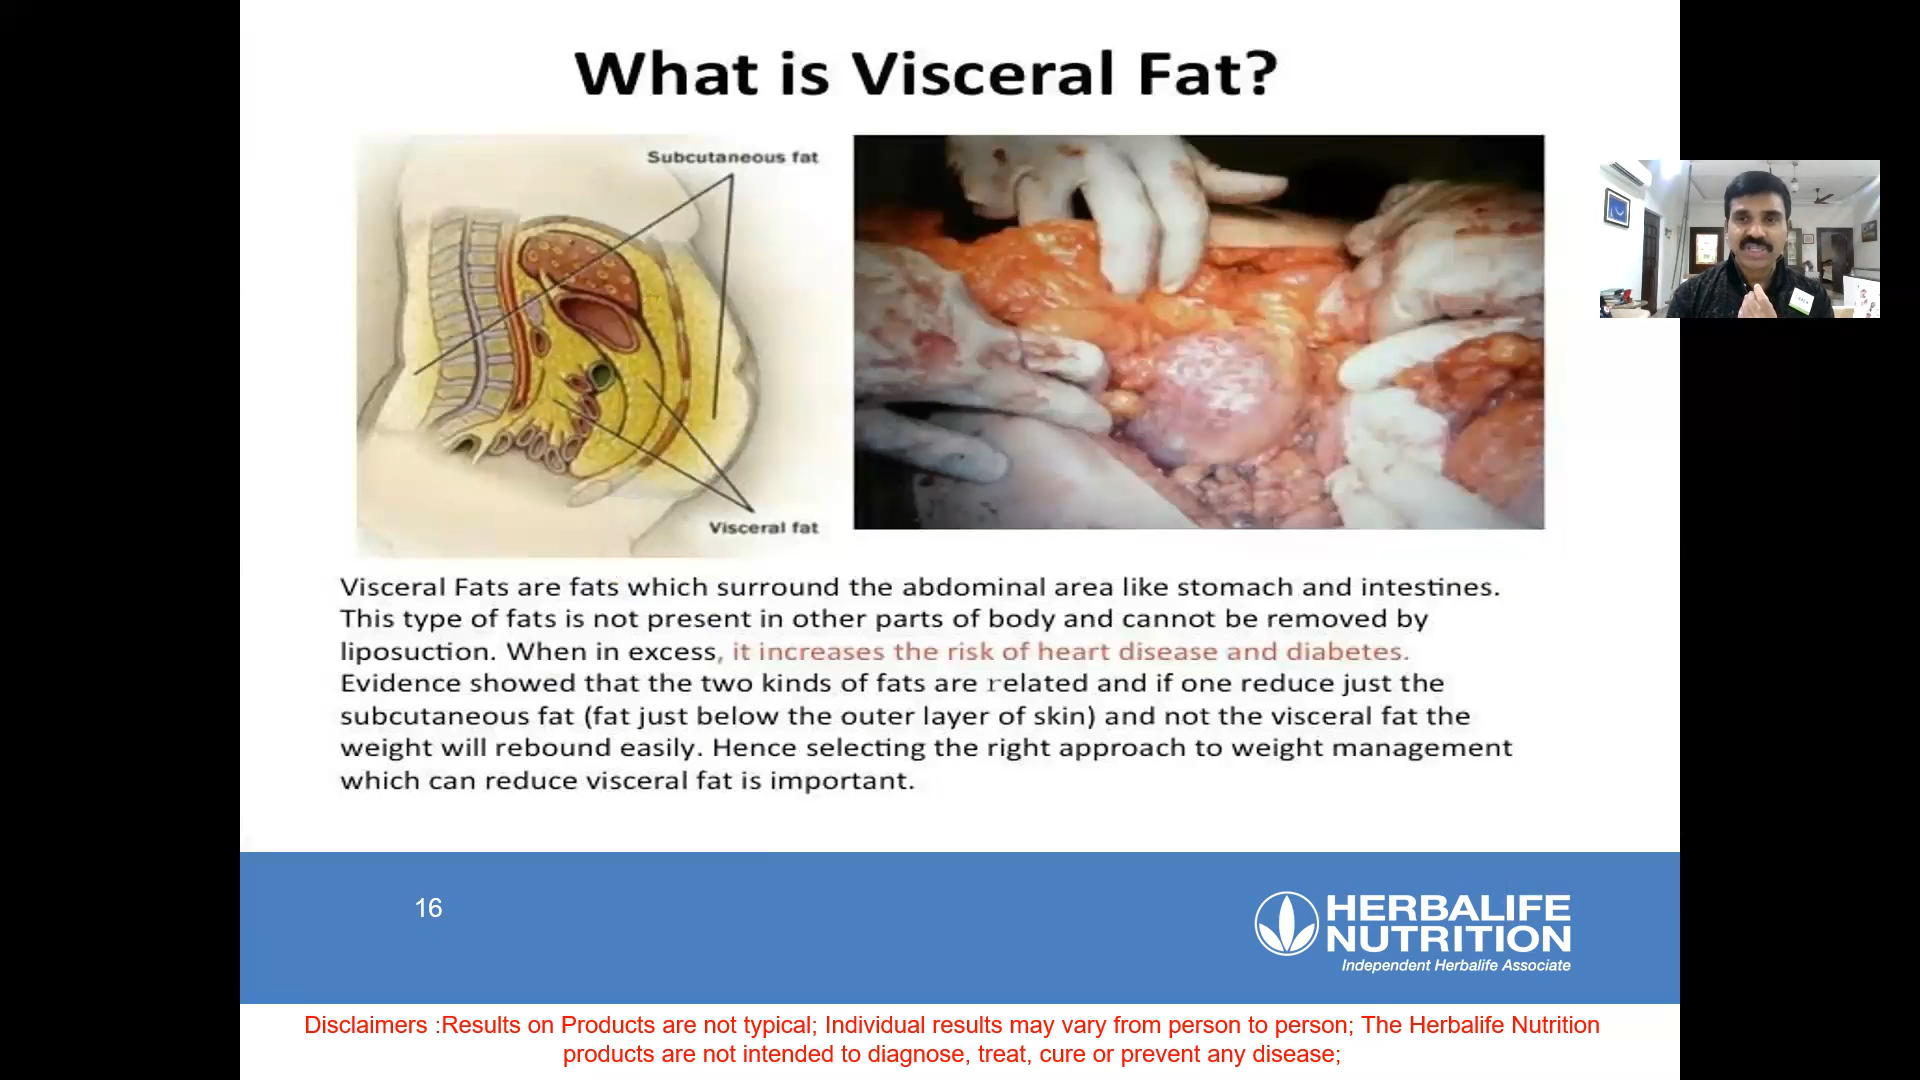 What is Visceral Fat?
Subcutaneous fat
Visceral fat
Visceral Fats are fats which surround the abdominal area like stomach and intestines.
This type of fats is not present in other parts of body and cannot be removed by
liposuction. When in excess, it increases the risk of heart disease and diabetes.
Evidence showed that the two kinds of fats are related and if one reduce just the
subcutaneous fat (fat just below the outer layer of skin) and not the visceral fat the
weight will rebound easily. Hence selecting the right approach to weight management
which can reduce visceral fat is important.
16
HERBALIFE
NUTRITION
Independent Herbalife Associate
Disclaimers :Results on Products are not typical; Individual results may vary from person to person; The Herbalife Nutrition
products are not intended to diagnose, treat, cure or prevent any disease;